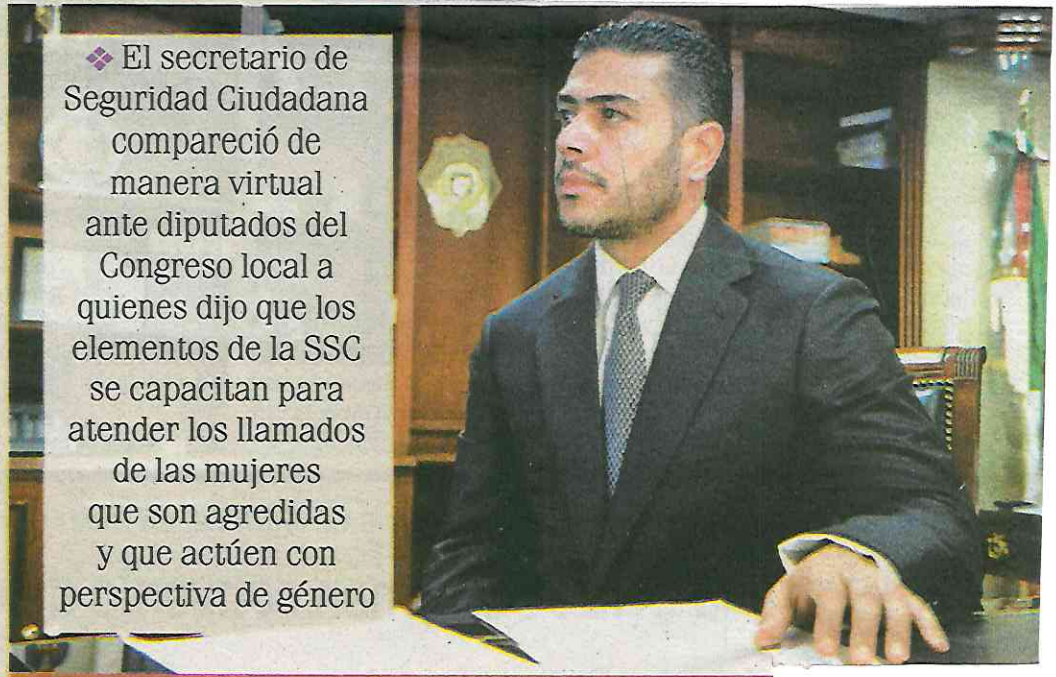 ❖ El secretario de
Seguridad Ciudadana
compareció de
manera virtual
ante diputados del
Congreso local a
quienes dijo que los
elementos de la SSC
se capacitan para
atender los llamados
de las mujeres
que son agredidas
y que actúen con
perspectiva de género